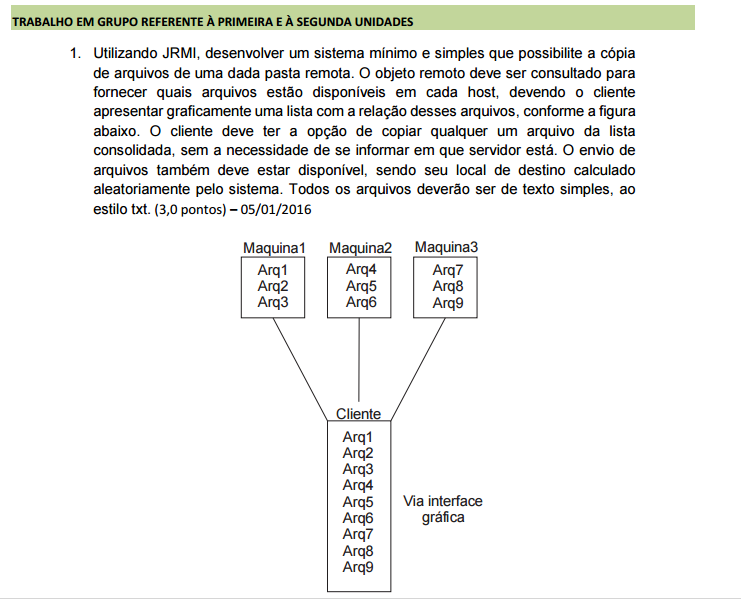 TRABALHO EM GRUPO REFERENTE À PRIMEIRA E À SEGUNDA UNIDADES
1. Utilizando JRMI, desenvolver um sistema mínimo e simples que possibilite a cópia
de arquivos de uma dada pasta remota. O objeto remoto deve ser consultado para
fornecer quais arquivos estão disponíveis em cada host, devendo o cliente
apresentar graficamente uma lista com a relação desses arquivos, conforme a figura
abaixo. O cliente deve ter a opção de copiar qualquer um arquivo da lista
consolidada, sem a necessidade de se informar em que servidor está. O envio de
arquivos também deve estar disponível, sendo seu local de destino calculado
aleatoriamente pelo sistema. Todos os arquivos deverão ser de texto simples, ao
estilo txt. (3,0 pontos) – 05/01/2016
Maquina1
Arq1
Arq2
Arq3
Maquina2
Arq4
Arq5
Arq6
Maquina3
Arq7
Arq8
Arq9
Cliente
Arq1
Arq2
Arq3
Arq4
Arq5
Arq6
Arq7
Arq8
Arq9
Via interface
gráfica